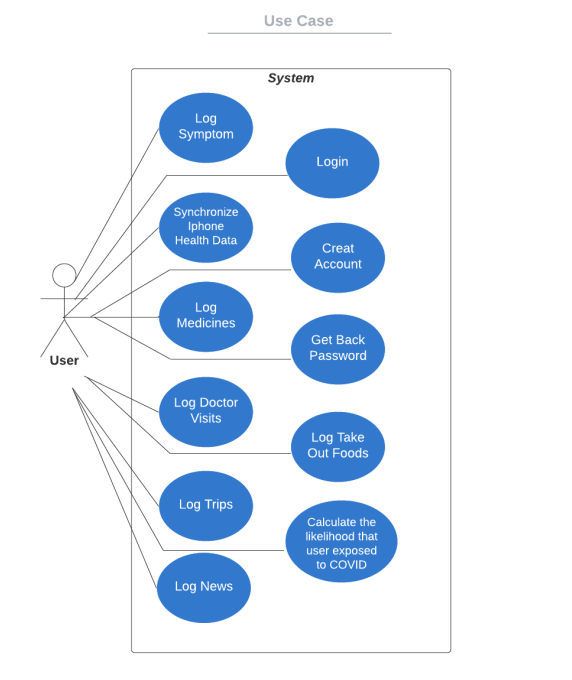 Use Case
System
Log
Symptom
Login
Synchronize
Iphone
Health Data
Creat
Account
Log
Medicines
Get Back
Password
User
Log Doctor
Visits
Log Take
Out Foods
Log Trips
Calculate the
likelihood that
user exposed
to COVID
Log News